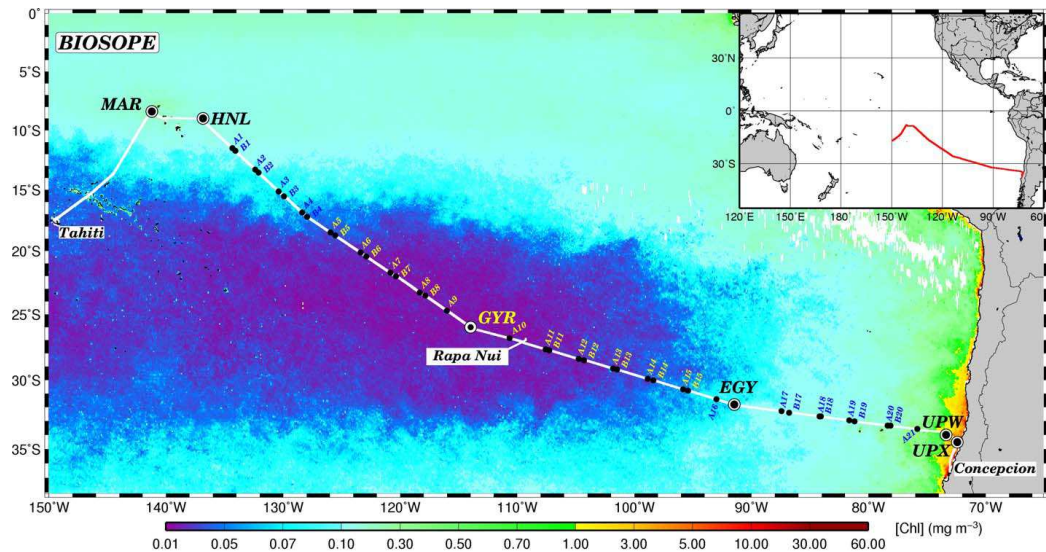 BIOSOPE
0°
5°S
10°S
15°S
20°S
25°S
30°S
35°S
150°W
140°W
130°W
120°W
110°W
100°W
90°W
80°W
70°W
MAR
HNL
Tahiti
A1
B1
A2
B2
A3
B3
A4
A5
B5
A6
B6
A7
B7
A8
B8
A9
GYR
A10
Rapa Nui
A11
B11
A12
B12
A13
B13
A14
B14
A15
B15
A16
EGY
A17
B17
A18
B18
A19
B19
A20
B20
A21
UPW
UPX
Concepcion
30°N
0°
30°S
120°E
150°E
180°
150°W
120°W
90°W
60°W
0.01
0.05
0.07
0.10
0.30
0.50
0.70
1.00
3.00
5.00
10.00
30.00
60.00
[Chl] (mg m⁻³)